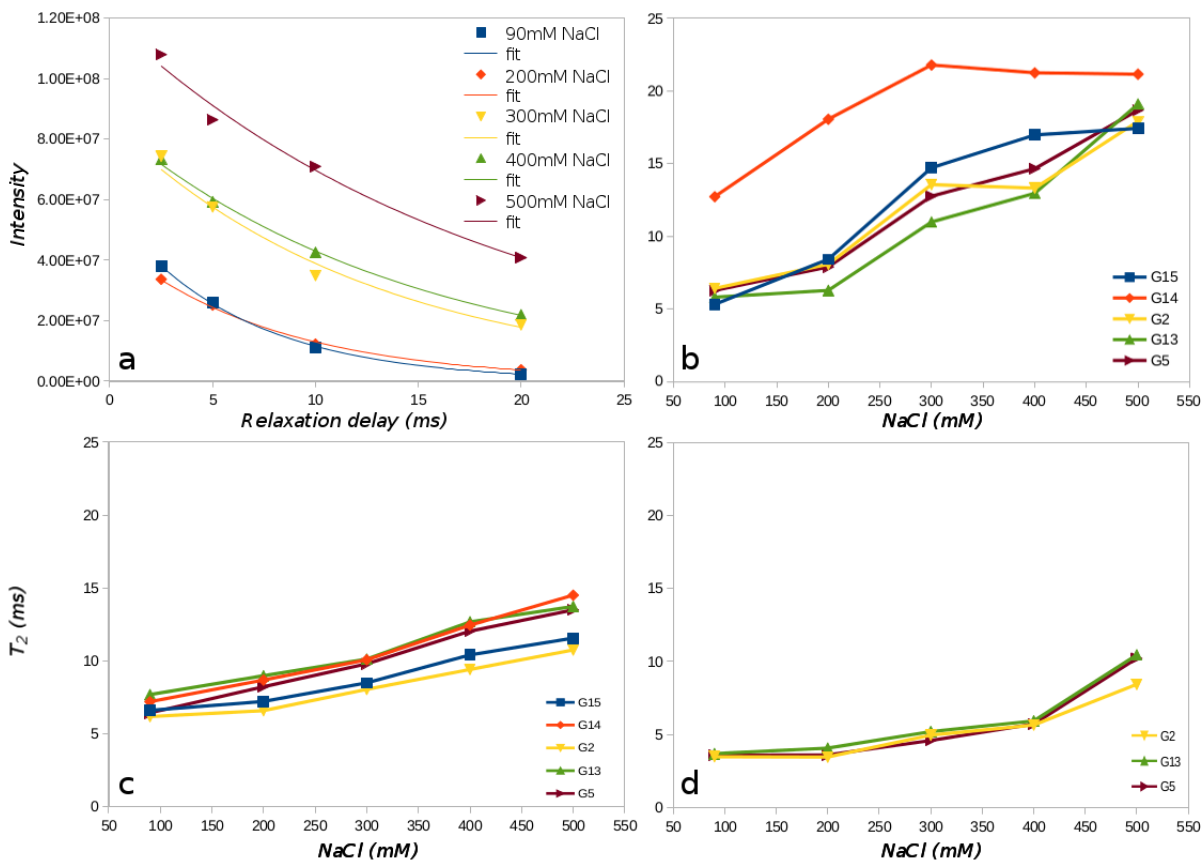 1.20E+08
1.00E+08
8.00E+07
6.00E+07
4.00E+07
2.00E+07
0.00E+00
Intensity
0 5 10 15 20 25
Relaxation delay (ms)
90mM NaCl
fit
200mM NaCl
fit
300mM NaCl
fit
400mM NaCl
fit
500mM NaCl
fit
a
25
20
15
10
5
0
50 100 150 200 250 300 350 400 450 500 550
NaCl (mM)
G15
G14
G2
G13
G5
b
T2 (ms)
25
20
15
10
5
0
50 100 150 200 250 300 350 400 450 500 550
NaCl (mM)
G15
G14
G2
G13
G5
c
25
20
15
10
5
0
50 100 150 200 250 300 350 400 450 500 550
NaCl (mM)
G2
G13
G5
d